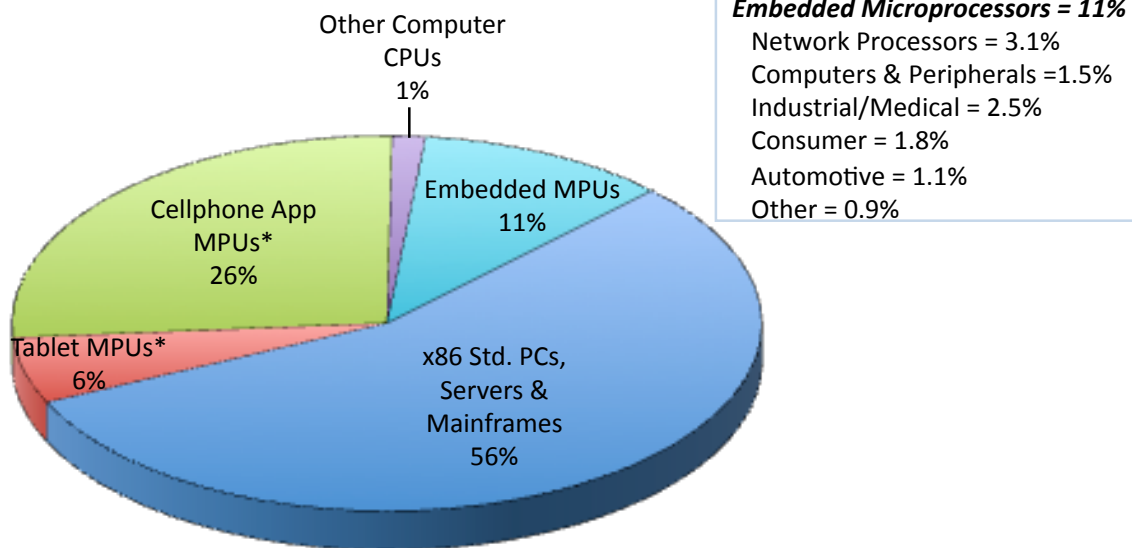 Other Computer
CPUs
1%
Embedded MPUs
11%
Cellphone App
MPUs*
26%
Tablet MPUs*
6%
x86 Std. PCs,
Servers &
Mainframes
56%
Embedded Microprocessors = 11%
Network Processors = 3.1%
Computers & Peripherals =1.5%
Industrial/Medical = 2.5%
Consumer = 1.8%
Automotive = 1.1%
Other = 0.9%